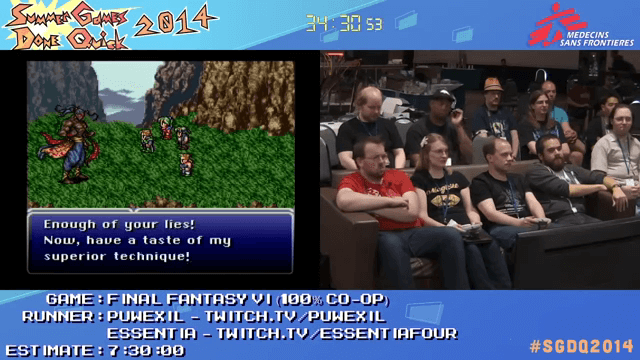 Summer Games
Done Quick
2014
34:30 53
MEDECINS
SANS FRONTIERES
Enough of your lies!
Now, have a taste of my
superior technique!
GAME: FINAL FANTASY VI (100% CO-OP)
RUNNER: PUWEXIL - TWITCH.TV/PUWEXIL
ESSENTIA - TWITCH.TV/ESSENTIAFOUR
ESTIMATE: 7:30:00
#SGDQ2014